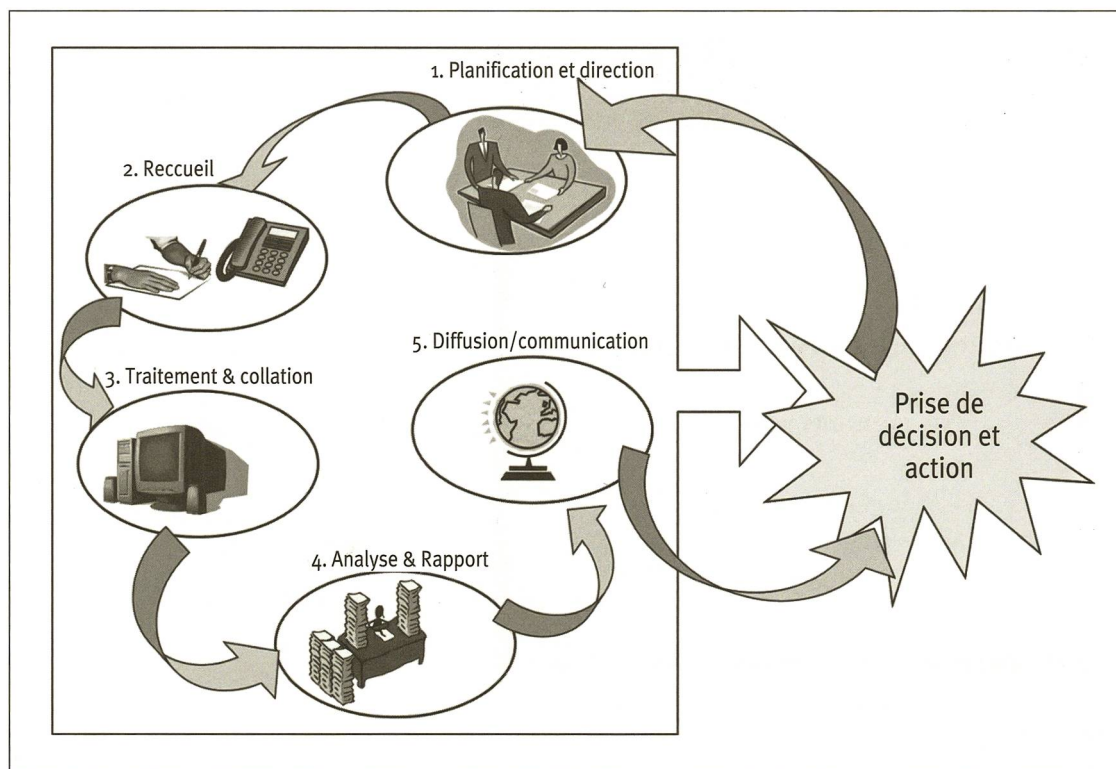 1. Planification et direction
2. Reccueil
3. Traitement & collation
4. Analyse & Rapport
5. Diffusion/communication
Prise de
décision et
action